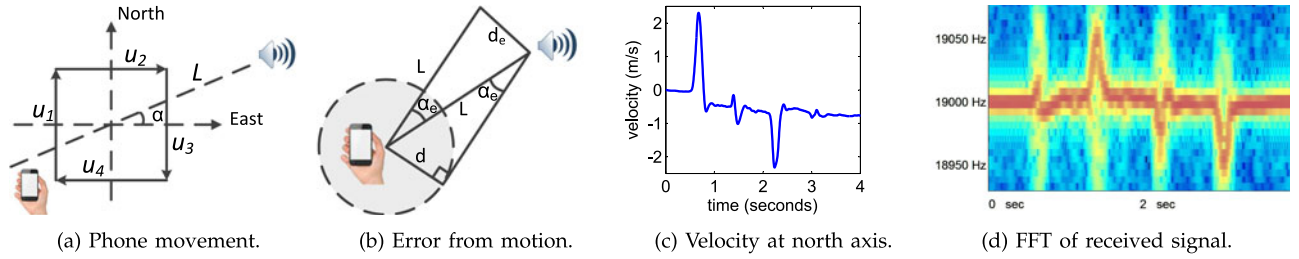 North
u₂
L
u₁
α
East
u₃
u₄
(a) Phone movement.
dₑ
L
αₑ
αₑ
L
d
(b) Error from motion.
velocity (m/s)
2
1
0
-1
-2
0 1 2 3 4
time (seconds)
(c) Velocity at north axis.
19050 Hz
19000 Hz
18950 Hz
0 sec 2 sec
(d) FFT of received signal.